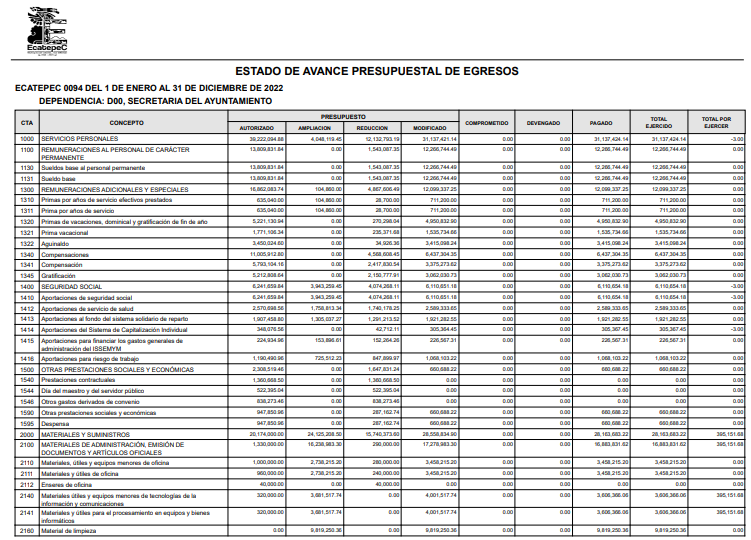 EcatepeC
ESTADO DE AVANCE PRESUPUESTAL DE EGRESOS
ECATEPEC 0094 DEL 1 DE ENERO AL 31 DE DICIEMBRE DE 2022
DEPENDENCIA: D00, SECRETARIA DEL AYUNTAMIENTO
CTA CONCEPTO PRESUPUESTO COMPROMETIDO DEVENGADO PAGADO TOTAL EJERCIDO TOTAL POR EJERCER
AUTORIZADO AMPLIACION REDUCCION MODIFICADO
1000 SERVICIOS PERSONALES 39,222,094.88 4,048,119.45 12,132,793.19 31,137,421.14 0.00 0.00 31,137,424.14 31,137,424.14 -3.00
1100 REMUNERACIONES AL PERSONAL DE CARÁCTER PERMANENTE 13,809,831.84 0.00 1,543,087.35 12,266,744.49 0.00 0.00 12,266,744.49 12,266,744.49 0.00
1130 Sueldos base al personal permanente 13,809,831.84 0.00 1,543,087.35 12,266,744.49 0.00 0.00 12,266,744.49 12,266,744.49 0.00
1131 Sueldo base 13,809,831.84 0.00 1,543,087.35 12,266,744.49 0.00 0.00 12,266,744.49 12,266,744.49 0.00
1300 REMUNERACIONES ADICIONALES Y ESPECIALES 16,862,083.74 104,860.00 4,867,606.49 12,099,337.25 0.00 0.00 12,099,337.25 12,099,337.25 0.00
1310 Primas por años de servicio efectivos prestados 635,040.00 104,860.00 28,700.00 711,200.00 0.00 0.00 711,200.00 711,200.00 0.00
1311 Prima por años de servicio 635,040.00 104,860.00 28,700.00 711,200.00 0.00 0.00 711,200.00 711,200.00 0.00
1320 Primas de vacaciones, dominical y gratificación de fin de año 5,221,130.94 0.00 270,298.04 4,950,832.90 0.00 0.00 4,950,832.90 4,950,832.90 0.00
1321 Prima vacacional 1,771,106.34 0.00 235,371.68 1,535,734.66 0.00 0.00 1,535,734.66 1,535,734.66 0.00
1322 Aguinaldo 3,450,024.60 0.00 34,926.36 3,415,098.24 0.00 0.00 3,415,098.24 3,415,098.24 0.00
1340 Compensaciones 11,005,912.80 0.00 4,568,608.45 6,437,304.35 0.00 0.00 6,437,304.35 6,437,304.35 0.00
1341 Compensación 5,793,104.16 0.00 2,417,830.54 3,375,273.62 0.00 0.00 3,375,273.62 3,375,273.62 0.00
1345 Gratificación 5,212,808.64 0.00 2,150,777.91 3,062,030.73 0.00 0.00 3,062,030.73 3,062,030.73 0.00
1400 SEGURIDAD SOCIAL 6,241,659.84 3,943,259.45 4,074,268.11 6,110,651.18 0.00 0.00 6,110,654.18 6,110,654.18 -3.00
1410 Aportaciones de seguridad social 6,241,659.84 3,943,259.45 4,074,268.11 6,110,651.18 0.00 0.00 6,110,654.18 6,110,654.18 -3.00
1412 Aportaciones de servicio de salud 2,570,698.56 1,758,813.34 1,740,178.25 2,589,333.65 0.00 0.00 2,589,333.65 2,589,333.65 0.00
1413 Aportaciones al fondo del sistema solidario de reparto 1,907,458.80 1,305,037.27 1,291,213.52 1,921,282.55 0.00 0.00 1,921,282.55 1,921,282.55 0.00
1414 Aportaciones del Sistema de Capitalización Individual 348,076.56 0.00 42,712.11 305,364.45 0.00 0.00 305,367.45 305,367.45 -3.00
1415 Aportaciones para financiar los gastos generales de administración del ISSEMYM 224,934.96 153,896.61 152,264.26 226,567.31 0.00 0.00 226,567.31 226,567.31 0.00
1416 Aportaciones para riesgo de trabajo 1,190,490.96 725,512.23 847,899.97 1,068,103.22 0.00 0.00 1,068,103.22 1,068,103.22 0.00
1500 OTRAS PRESTACIONES SOCIALES Y ECONÓMICAS 2,308,519.46 0.00 1,647,831.24 660,688.22 0.00 0.00 660,688.22 660,688.22 0.00
1540 Prestaciones contractuales 1,360,668.50 0.00 1,360,668.50 0.00 0.00 0.00 0.00 0.00 0.00
1544 Día del maestro y del servidor público 522,395.04 0.00 522,395.04 0.00 0.00 0.00 0.00 0.00 0.00
1546 Otros gastos derivados de convenio 838,273.46 0.00 838,273.46 0.00 0.00 0.00 0.00 0.00 0.00
1590 Otras prestaciones sociales y económicas 947,850.96 0.00 287,162.74 660,688.22 0.00 0.00 660,688.22 660,688.22 0.00
1595 Despensa 947,850.96 0.00 287,162.74 660,688.22 0.00 0.00 660,688.22 660,688.22 0.00
2000 MATERIALES Y SUMINISTROS 20,174,000.00 24,125,208.50 15,740,373.60 28,558,834.90 0.00 0.00 28,163,683.22 28,163,683.22 395,151.68
2100 MATERIALES DE ADMINISTRACIÓN, EMISIÓN DE DOCUMENTOS Y ARTÍCULOS OFICIALES 1,330,000.00 16,238,983.30 290,000.00 17,278,983.30 0.00 0.00 16,883,831.62 16,883,831.62 395,151.68
2110 Materiales, útiles y equipos menores de oficina 1,000,000.00 2,738,215.20 280,000.00 3,458,215.20 0.00 0.00 3,458,215.20 3,458,215.20 0.00
2111 Materiales y útiles de oficina 960,000.00 2,738,215.20 240,000.00 3,458,215.20 0.00 0.00 3,458,215.20 3,458,215.20 0.00
2112 Enseres de oficina 40,000.00 0.00 40,000.00 0.00 0.00 0.00 0.00 0.00 0.00
2140 Materiales útiles y equipos menores de tecnologías de la información y comunicaciones 320,000.00 3,681,517.74 0.00 4,001,517.74 0.00 0.00 3,606,366.06 3,606,366.06 395,151.68
2141 Materiales y útiles para el procesamiento en equipos y bienes informáticos 320,000.00 3,681,517.74 0.00 4,001,517.74 0.00 0.00 3,606,366.06 3,606,366.06 395,151.68
2160 Material de limpieza 0.00 9,819,250.36 0.00 9,819,250.36 0.00 0.00 9,819,250.36 9,819,250.36 0.00